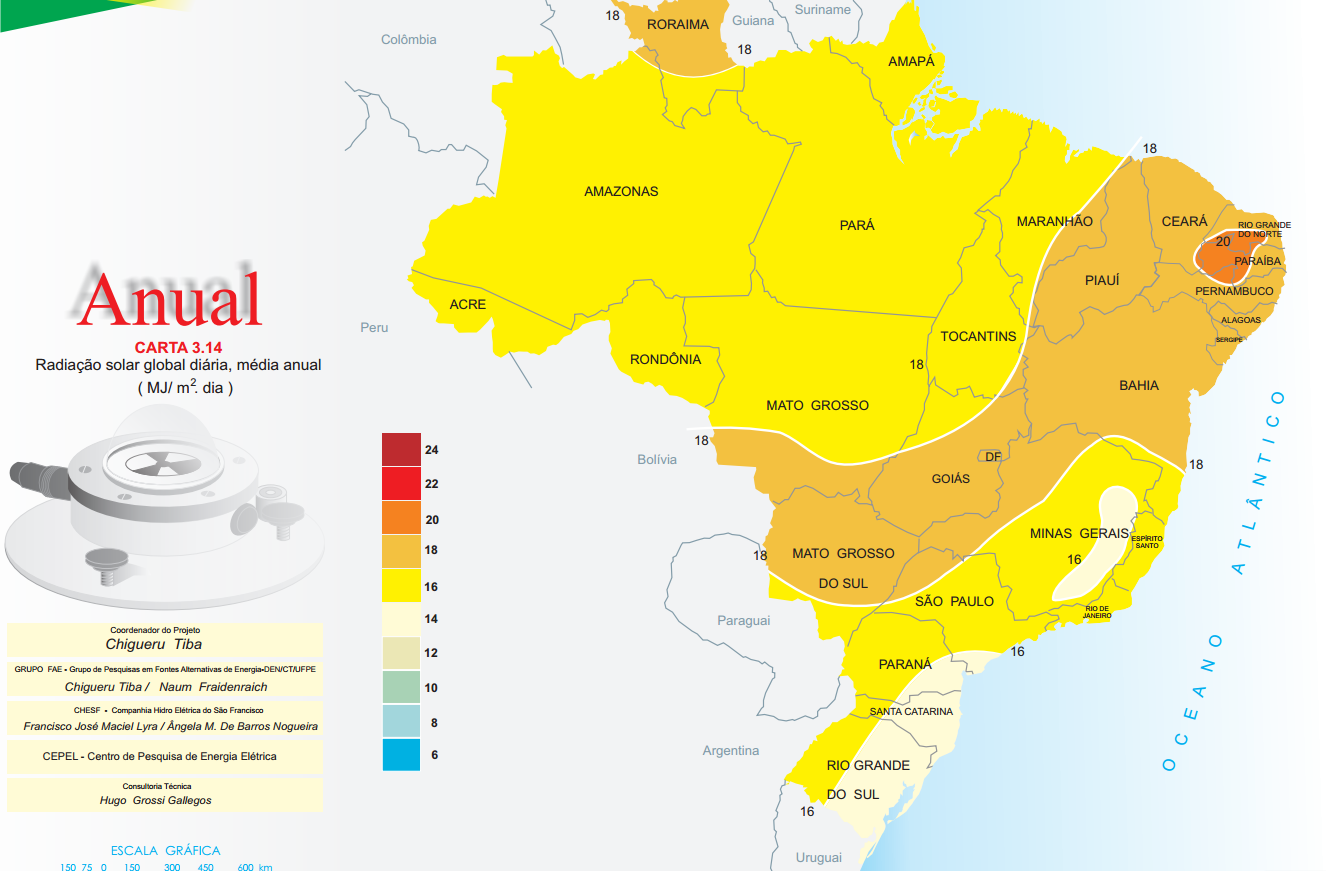 Anual
CARTA 3.14
Radiação solar global diária, média anual
( MJ/ m2. dia )
24
22
20
18
16
14
12
10
8
6
Coordenador do Projeto
Chigueru Tiba
GRUPO FAE - Grupo de Pesquisas em Fontes Alternativas de Energia-DEN/CT/UFPE
Chigueru Tiba / Naum Fraidenraich
CHESF - Companhia Hidro Elétrica do São Francisco
Francisco José Maciel Lyra / Ângela M. De Barros Nogueira
CEPEL - Centro de Pesquisa de Energia Elétrica
Consultoria Técnica
Hugo Grossi Gallegos
ESCALA GRÁFICA
150 75 0 150 300 450 600 km
Colômbia
18
RORAIMA
Guiana
Suriname
18
AMAPÁ
18
AMAZONAS
PARÁ
MARANHÃO
CEARÁ
RIO GRANDE
DO NORTE
20
PARAÍBA
PIAUÍ
PERNAMBUCO
ACRE
ALAGOAS
SERGIPE
Peru
TOCANTINS
RONDÔNIA
18
BAHIA
MATO GROSSO
18
Bolívia
DF
18
GOIÁS
MINAS GERAIS
ESPÍRITO
SANTO
16
18
MATO GROSSO
DO SUL
SÃO PAULO
RIO DE
JANEIRO
Paraguai
16
PARANÁ
SANTA CATARINA
Argentina
RIO GRANDE
DO SUL
16
Uruguai
OCEANO ATLÂNTICO